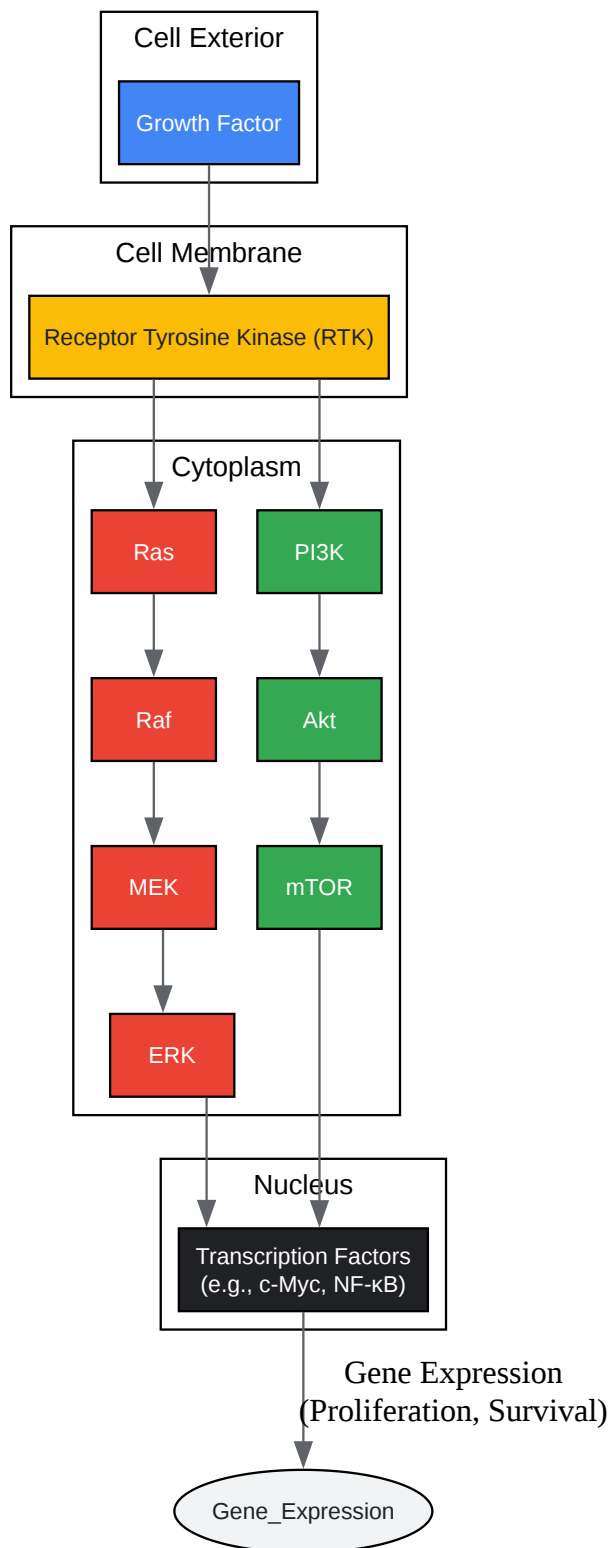 Cell Exterior
Growth Factor
Cell Membrane
Receptor Tyrosine Kinase (RTK)
Cytoplasm
Ras
PI3K
Raf
Akt
MEK
mTOR
ERK
Nucleus
Transcription Factors
(e.g., c-Myc, NF-κB)
Gene Expression
(Proliferation, Survival)
Gene_Expression